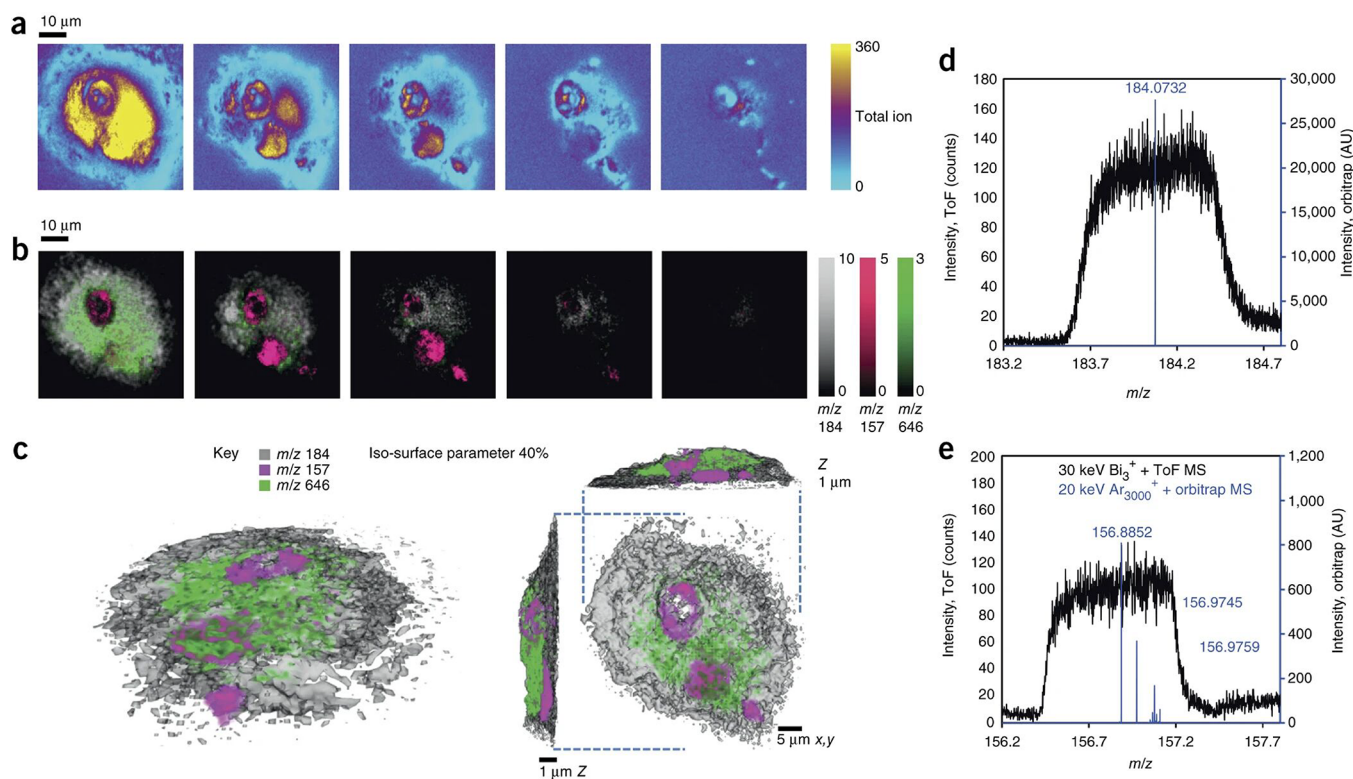 a
10 µm
360
Total ion
0
b
10 µm
10
5
3
0
0
0
m/z
184
m/z
157
m/z
646
c
Key
m/z 184
m/z 157
m/z 646
Iso-surface parameter 40%
Z
1 µm
5 µm x,y
1 µm Z
d
184.0732
180
160
140
120
100
80
60
40
20
0
Intensity, ToF (counts)
30,000
25,000
20,000
15,000
10,000
5,000
0
Intensity, orbitrap (AU)
183.2
183.7
184.2
184.7
m/z
e
30 keV Bi3+ + ToF MS
20 keV Ar3000+ + orbitrap MS
156.8852
156.9745
156.9759
200
180
160
140
120
100
80
60
40
20
0
Intensity, ToF (counts)
1,200
1,000
800
600
400
200
0
Intensity, orbitrap (AU)
156.2
156.7
157.2
157.7
m/z